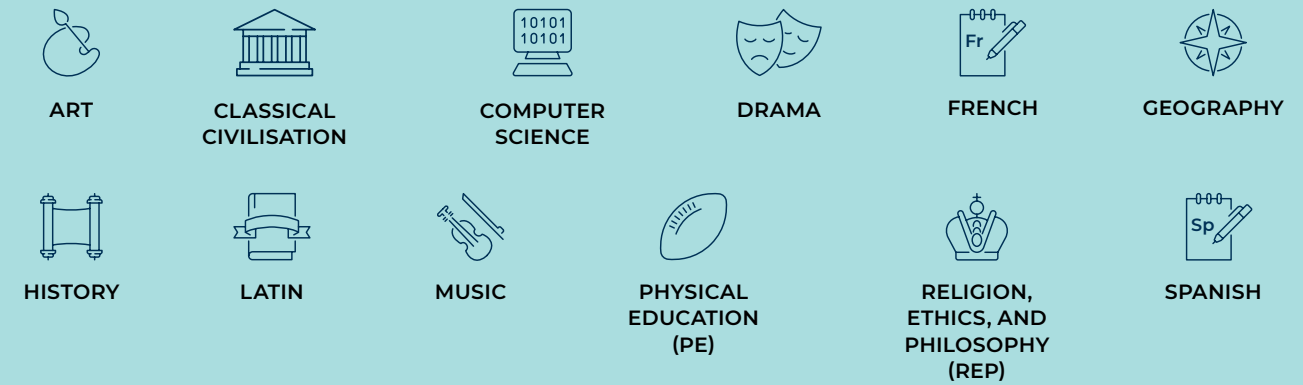 10101
10101
Fr
ART
CLASSICAL
CIVILISATION
COMPUTER
SCIENCE
DRAMA
FRENCH
GEOGRAPHY
Sp
HISTORY
LATIN
MUSIC
PHYSICAL
EDUCATION
(PE)
RELIGION,
ETHICS, AND
PHILOSOPHY
(REP)
SPANISH